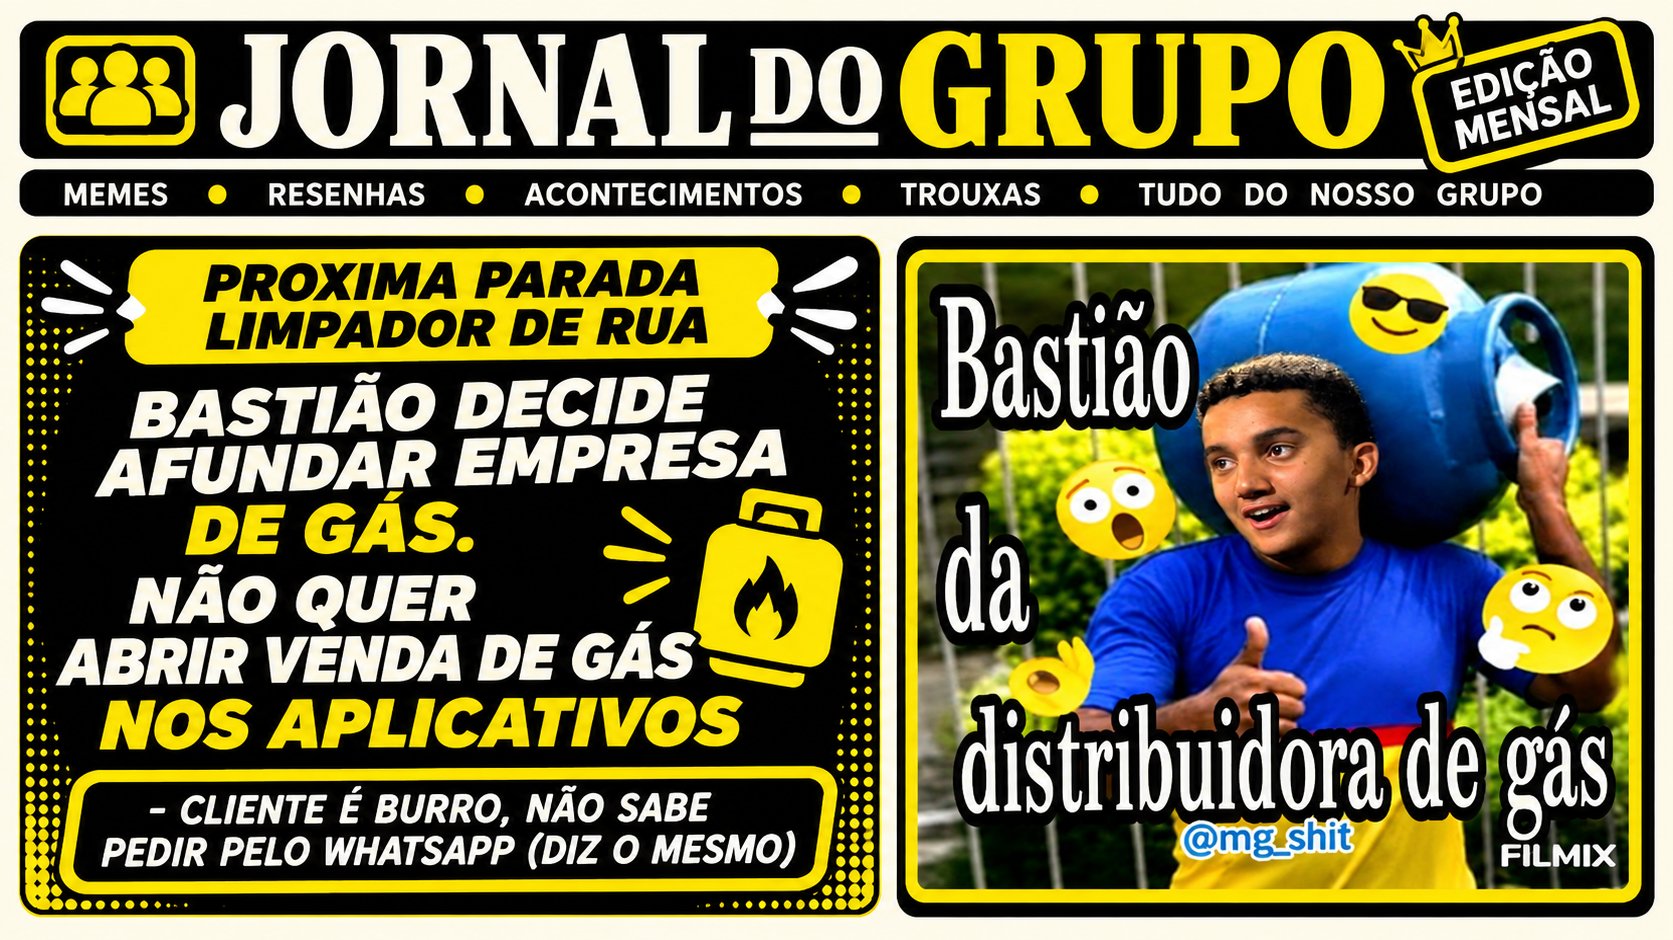 JORNAL DO GRUPO
EDIÇÃO
MENSAL
MEMES • RESENHAS • ACONTECIMENTOS • TROUXAS • TUDO DO NOSSO GRUPO
PROXIMA PARADA
LIMPADOR DE RUA
BASTIÃO DECIDE
AFUNDAR EMPRESA
DE GÁS.
NÃO QUER
ABRIR VENDA DE GÁS
NOS APLICATIVOS
- CLIENTE É BURRO, NÃO SABE
PEDIR PELO WHATSAPP (DIZ O MESMO)
Bastião
da
distribuidora de gás
@mg_shit
FILMIX